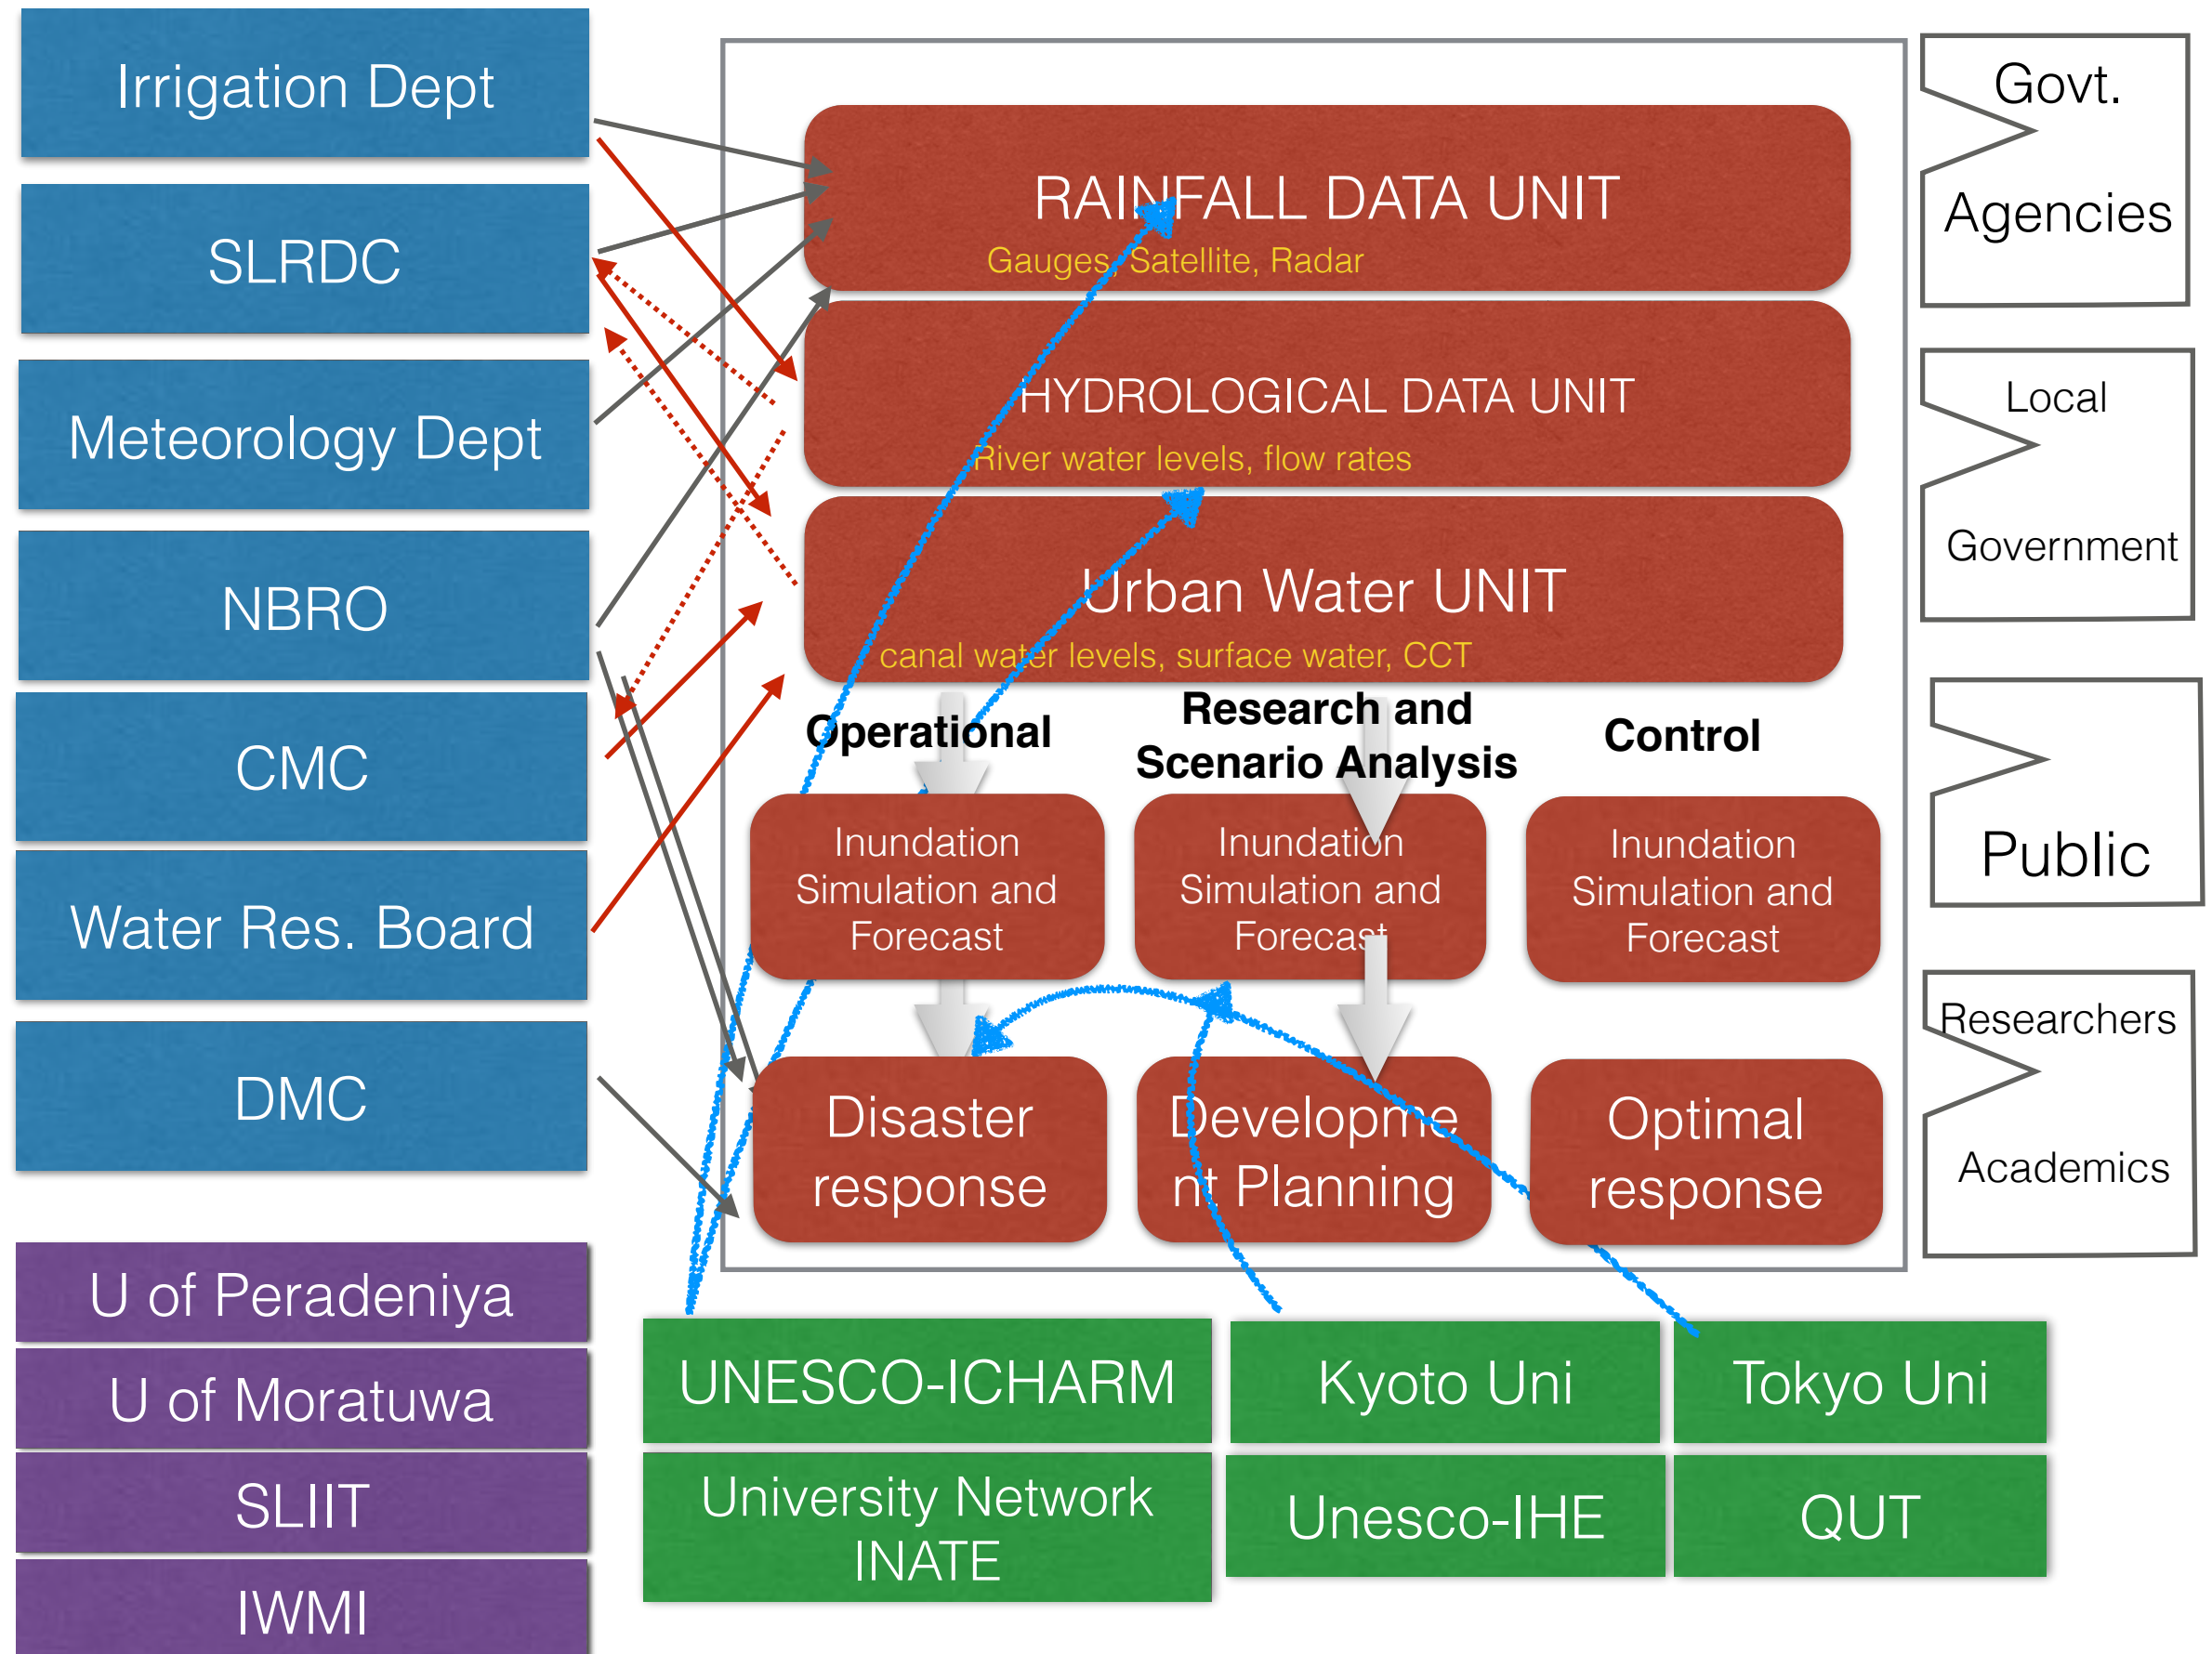 Irrigation Dept
SLRDC
Meteorology Dept
NBRO
CMC
Water Res. Board
DMC
U of Peradeniya
U of Moratuwa
SLIIT
IWMI
RAINFALL DATA UNIT
Gauges, Satellite, Radar
HYDROLOGICAL DATA UNIT
River water levels, flow rates
Urban Water UNIT
canal water levels, surface water, CCT
Operational
Research and
Scenario Analysis
Control
Inundation
Simulation and
Forecast
Inundation
Simulation and
Forecast
Inundation
Simulation and
Forecast
Disaster
response
Developme
nt Planning
Optimal
response
UNESCO-ICHARM
Kyoto Uni
Tokyo Uni
University Network
INATE
Unesco-IHE
QUT
Govt.
Agencies
Local
Government
Public
Researchers
Academics